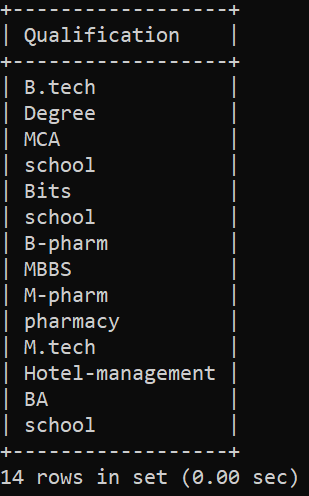 +-------------------+
| Qualification     |
+-------------------+
| B.tech            |
| Degree            |
| MCA               |
| school            |
| Bits              |
| school            |
| B-pharm           |
| MBBS              |
| M-pharm           |
| pharmacy          |
| M.tech            |
| Hotel-management  |
| BA                |
| school            |
+-------------------+
14 rows in set (0.00 sec)